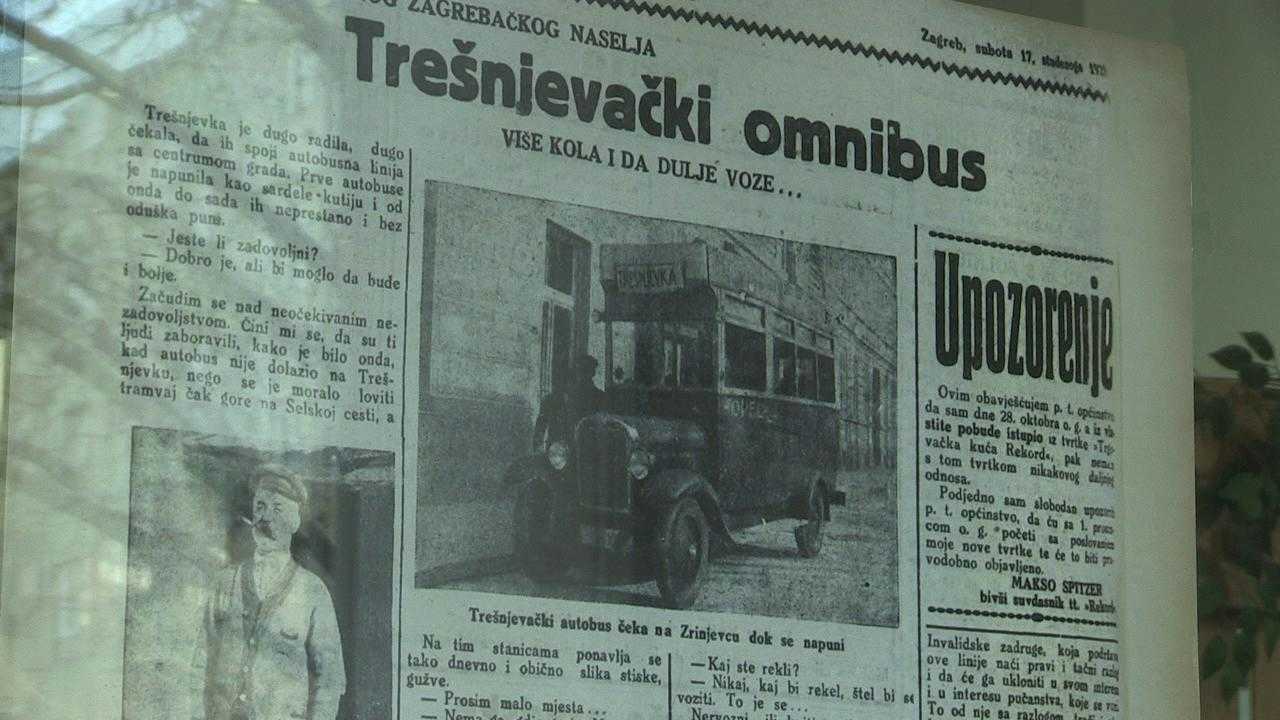 ZAGREBAČKOG NASELJA
Zagreb, subota 17. studenoga
Trešnjevački omnibus
VIŠE KOLA I DA DULJE VOZE...
Trešnjevka je dugo radila, dugo
čekala, da ih spoji autobusna linija
sa centrumom grada. Prve autobuse
je napunila kao sardele kutiju i od
onda do sada ih neprestano i bez
oduška puni.
— Jeste li zadovoljni?
— Dobro je, ali bi moglo da bude
i bolje.
Začudim se nad neočekivanim ne-
zadovoljstvom. Čini mi se, da su ti
ljudi zaboravili, kako je bilo onda,
kad autobus nije dolazio na Treš-
njevku, nego se je moralo loviti
tramvaj čak gore na Selskoj cesti, a
TREŠNJEVKA
Trešnjevački autobus čeka na Zrinjevcu dok se napuni
Na tim stanicama ponavlja se
tako dnevno i obično slika stiske,
gužve.
— Prosim malo mjesta...
— Kaj ste rekli?
— Nikaj, kaj bi rekel, štel bi se
voziti. To je se...
Upozorenje
Ovim obavješćujem p. t. općinstvo
da sam dne 28. oktobra o. g. a iz vla-
stite pobude istupio iz tvrtke »Trgo-
vačka kuća Rekord«, pak nemam
s tom tvrtkom nikakovog daljnjeg
odnosa.
Podjedno sam slobodan upozoriti
p. t. općinstvo, da ću sa 1. prosin-
com o. g. početi sa poslovanjem
moje nove tvrtke te će to biti pra-
vodobno objavljeno.
MAKSO SPITZER
bivši suvlasnik tt. »Rekord«
Invalidske zadruge, koja podržava
ove linije naći pravi i tačni razlog
i da će ga ukloniti u svom interesu
i u interesu pučanstva, koje se vozi.
To od nje sa razlogom